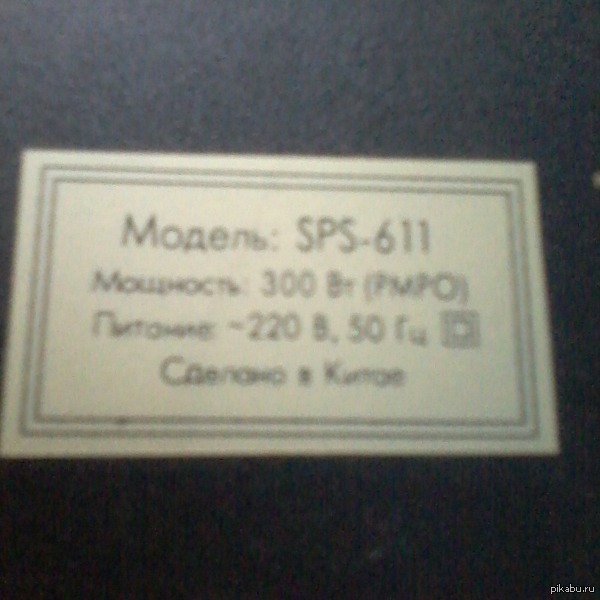 Модель: SPS-611
Мощность: 300 Вт (PMPO)
Питание: ~220 В, 50 Гц
Сделано в Китае
pikabu.ru